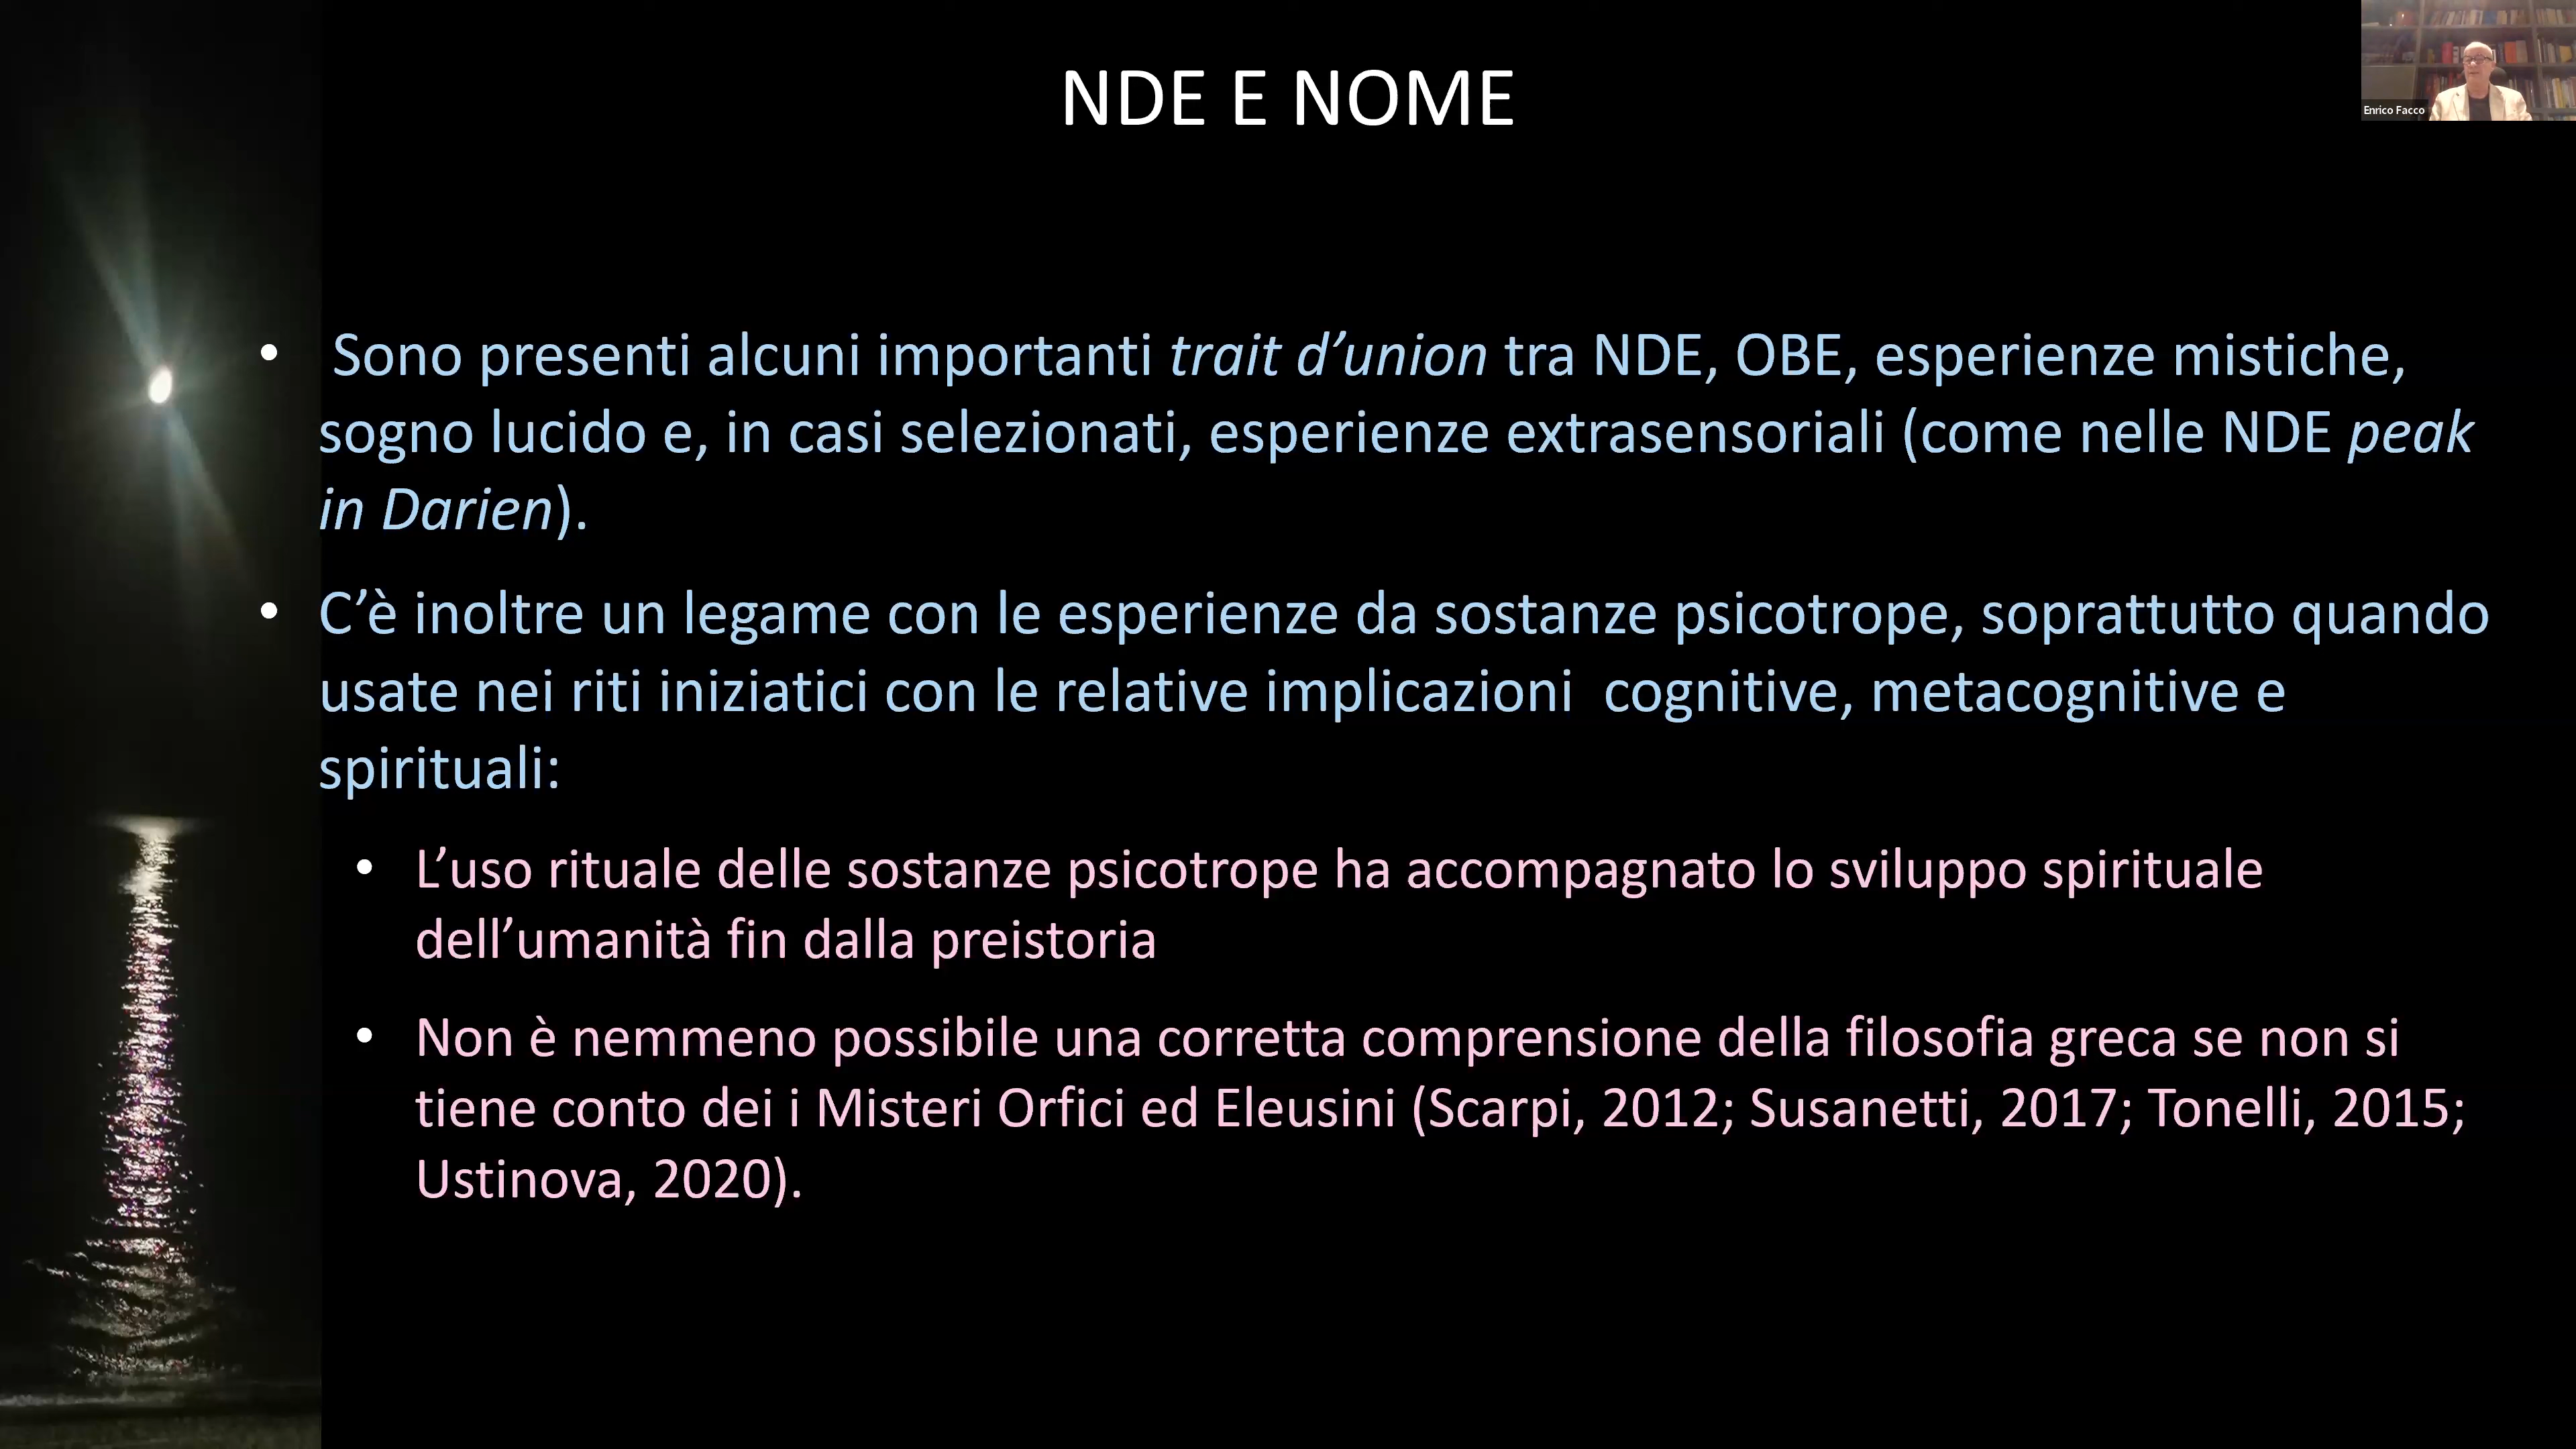 NDE E NOME
Enrico Facco
• Sono presenti alcuni importanti trait d’union tra NDE, OBE, esperienze mistiche,
sogno lucido e, in casi selezionati, esperienze extrasensoriali (come nelle NDE peak
in Darien).
• C’è inoltre un legame con le esperienze da sostanze psicotrope, soprattutto quando
usate nei riti iniziatici con le relative implicazioni  cognitive, metacognitive e
spirituali:
• L’uso rituale delle sostanze psicotrope ha accompagnato lo sviluppo spirituale
dell’umanità fin dalla preistoria
• Non è nemmeno possibile una corretta comprensione della filosofia greca se non si
tiene conto dei i Misteri Orfici ed Eleusini (Scarpi, 2012; Susanetti, 2017; Tonelli, 2015;
Ustinova, 2020).